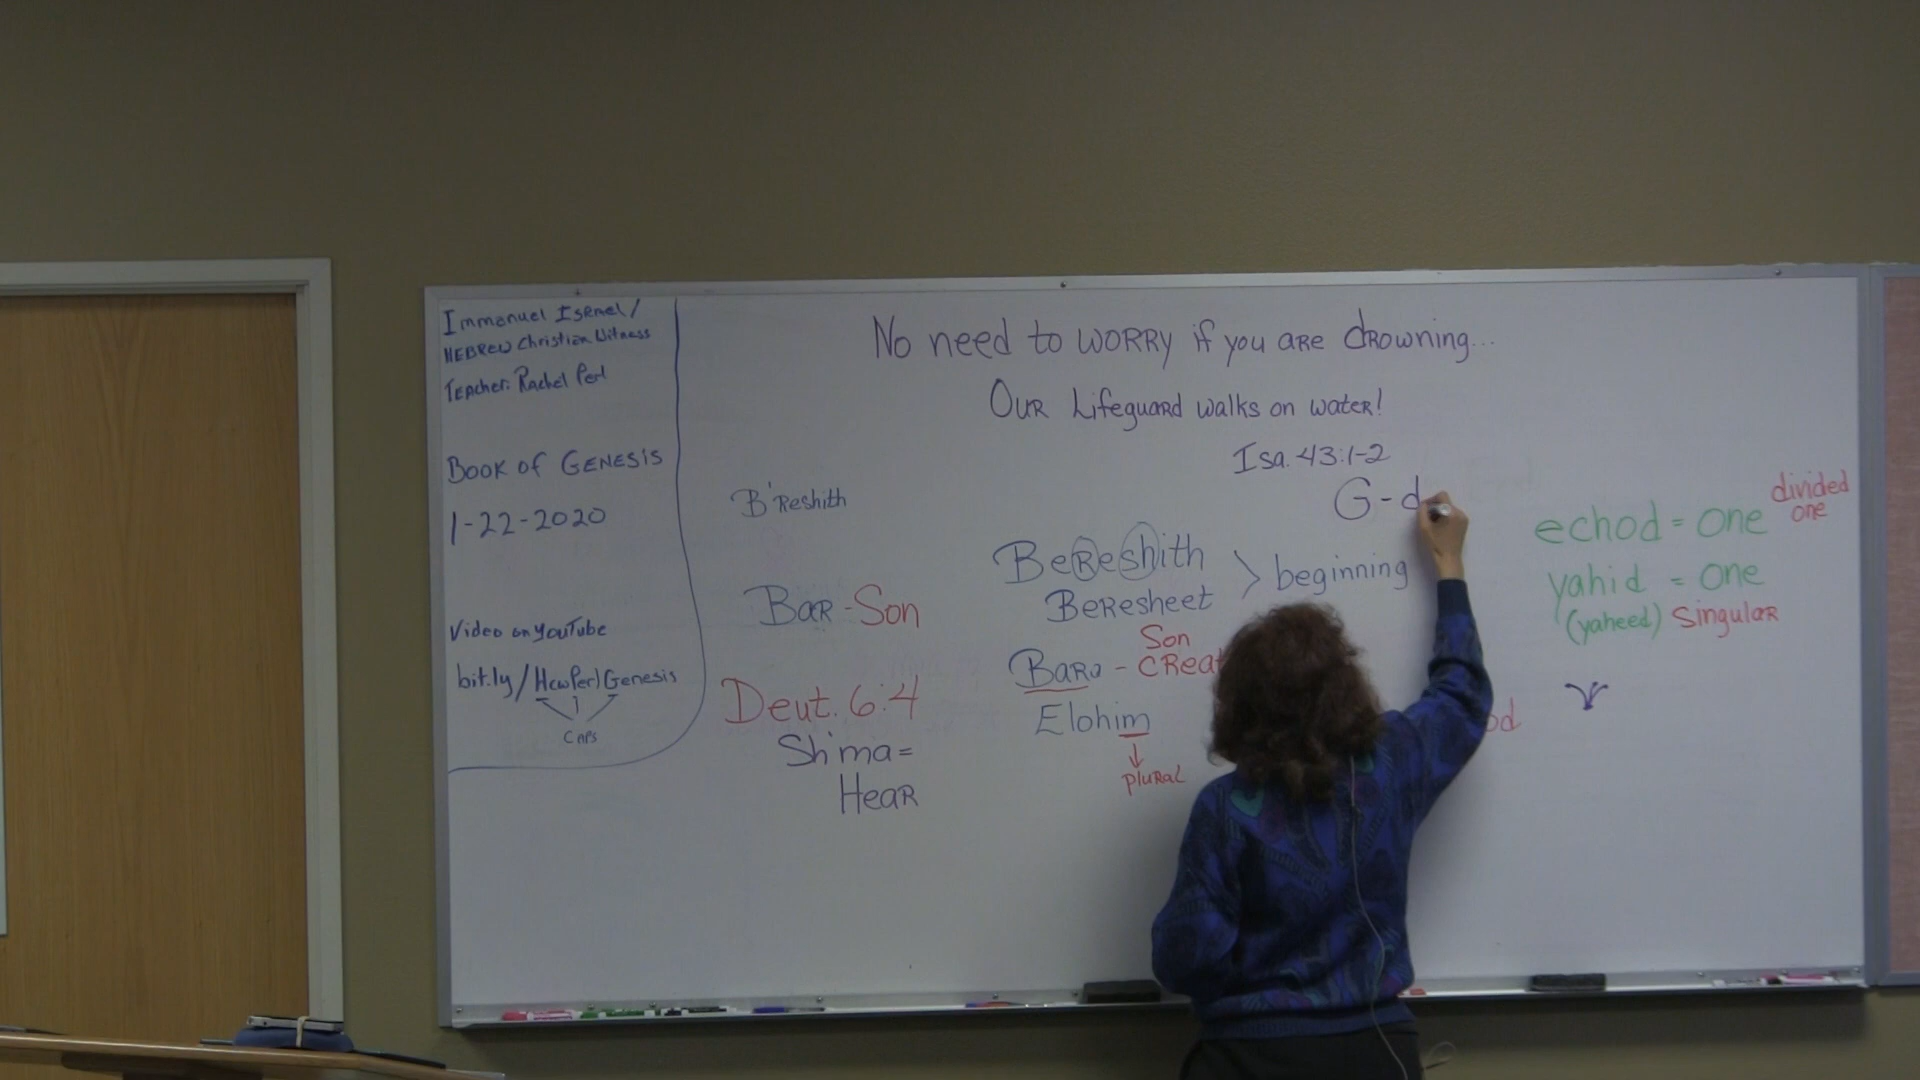 Immanuel Israel/
HEBREW Christian Witness
Teacher: Rachel Perl
BOOK of GENESIS
1-22-2020
Video on YouTube
bit.ly/HcwPerlGenesis
CAPS
No need to WORRY if you are drowning...
Our Lifeguard walks on water!
Isa. 43:1-2
G-d
B'Reshith
BeReshith
BeResheet
> beginning
Bar - Son
Son
Bara - CReat
Elohim
plural
Deut. 6:4
Sh'ma =
Hear
echod = one
divided
one
yahid = one
(yaheed) Singular
od